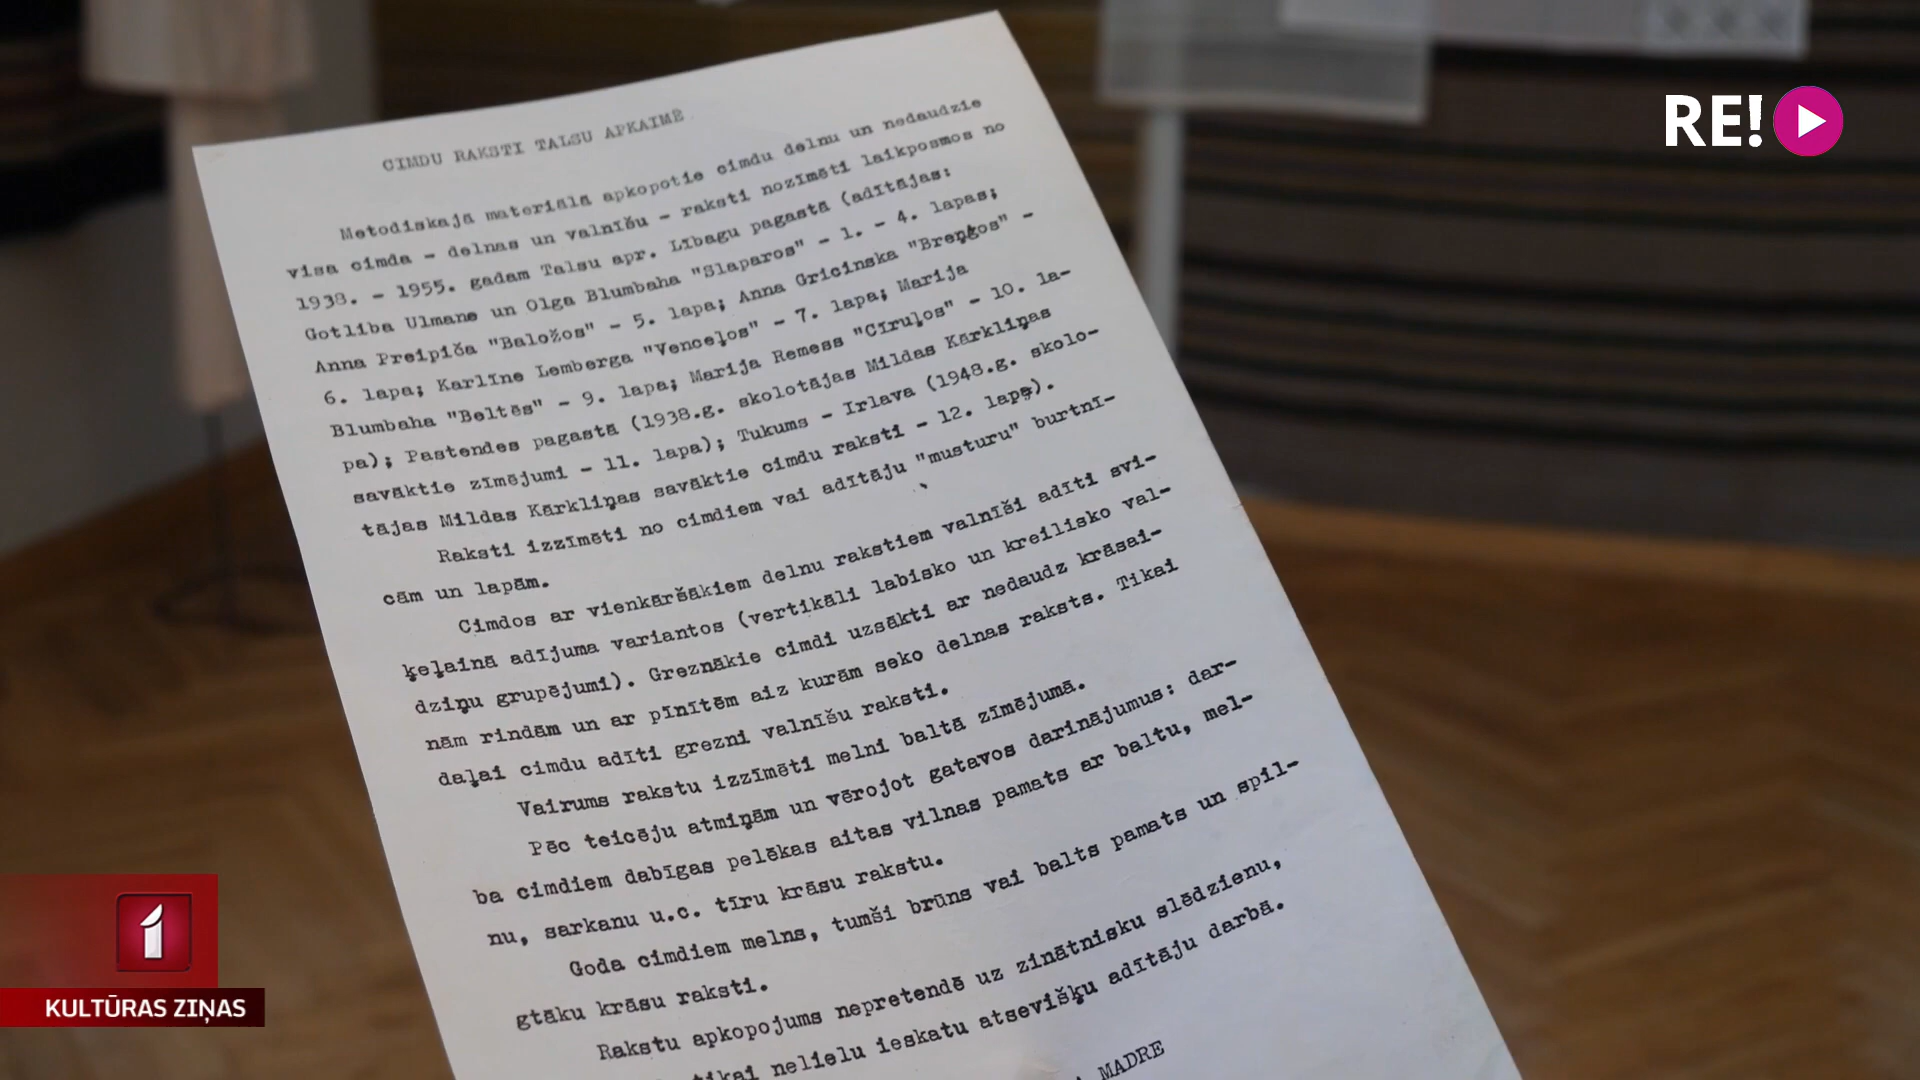 RE!
CIMDU RAKSTI TALSU APKAIMĒ
Metodiskajā materiālā apkopotie cimdu delnu un nedaudzie
visa cimda - delnas un valnīšu - raksti nozīmēti laikposmos no
1938. - 1955. gadam Talsu apr. Lībagu pagastā (adītājas:
Gotlība Ulmane un Olga Blumbaha "Slaparos" - 1. - 4. lapas;
Anna Preipiča "Baložos" - 5. lapa; Anna Gricinska "Breņģos" -
6. lapa; Karlīne Lemberga "Venceļos" - 7. lapa; Marija
Blumbaha "Beltēs" - 9. lapa; Marija Remess "Cīruļos" - 10. la-
pa); Pastendes pagastā (1938.g. skolotājas Mildas Kārkliņas
savāktie zīmējumi - 11. lapa); Tukums - Irlava (1948.g. skolo-
tājas Mildas Kārkliņas savāktie cimdu raksti - 12. lapa).
Raksti izzīmēti no cimdiem vai adītāju "musturu" burtnī-
cām un lapām.
Cimdos ar vienkāršākiem delnu rakstiem valnīši adīti svī-
ķeļainā adījuma variantos (vertikāli labisko un kreilisko val-
dziņu grupējumi). Greznākie cimdi uzsākti ar nedaudz krāsai-
nām rindām un ar pīnītēm aiz kurām seko delnas raksts. Tikai
daļai cimdu adīti grezni valnīšu raksti.
Vairums rakstu izzīmēti melni baltā zīmējumā.
Pēc teicēju atmiņām un vērojot gatavos darinājumus: dar-
ba cimdiem dabīgas pelēkas aitas vilnas pamats ar baltu, mel-
nu, sarkanu u.c. tīru krāsu rakstu.
Goda cimdiem melns, tumši brūns vai balts pamats un spil-
gtāku krāsu raksti.
Rakstu apkopojums nepretendē uz zinātnisku slēdzienu,
tikai nelielu ieskatu atsevišķu adītāju darbā.
MADRE
1
KULTŪRAS ZIŅAS